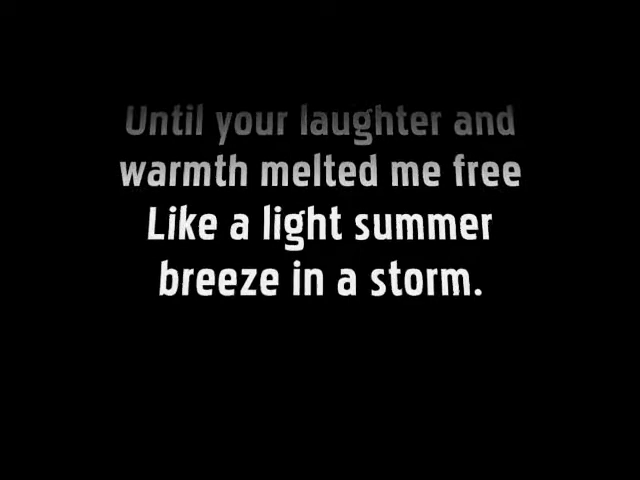 Until your laughter and
warmth melted me free
Like a light summer
breeze in a storm.